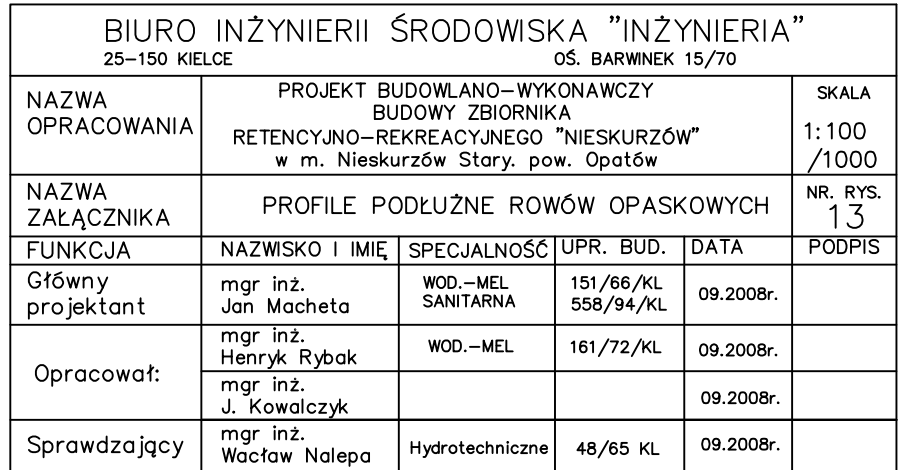 BIURO INŻYNIERII ŚRODOWISKA "INŻYNIERIA"
25-150 KIELCE OŚ. BARWINEK 15/70
NAZWA OPRACOWANIA
PROJEKT BUDOWLANO-WYKONAWCZY
BUDOWY ZBIORNIKA
RETENCYJNO-REKREACYJNEGO "NIESKURZÓW"
w m. Nieskurzów Stary. pow. Opatów
SKALA
1:100
/1000
NAZWA
ZAŁĄCZNIKA
PROFILE PODŁUŻNE ROWÓW OPASKOWYCH
NR. RYS.
13
FUNKCJA NAZWISKO I IMIĘ SPECJALNOŚĆ UPR. BUD. DATA PODPIS
Główny
projektant
mgr inż.
Jan Macheta
WOD.-MEL
SANITARNA
151/66/KL
558/94/KL
09.2008r.
Opracował:
mgr inż.
Henryk Rybak
WOD.-MEL
161/72/KL
09.2008r.
mgr inż.
J. Kowalczyk
09.2008r.
Sprawdzający
mgr inż.
Wacław Nalepa
Hydrotechniczne
48/65 KL
09.2008r.